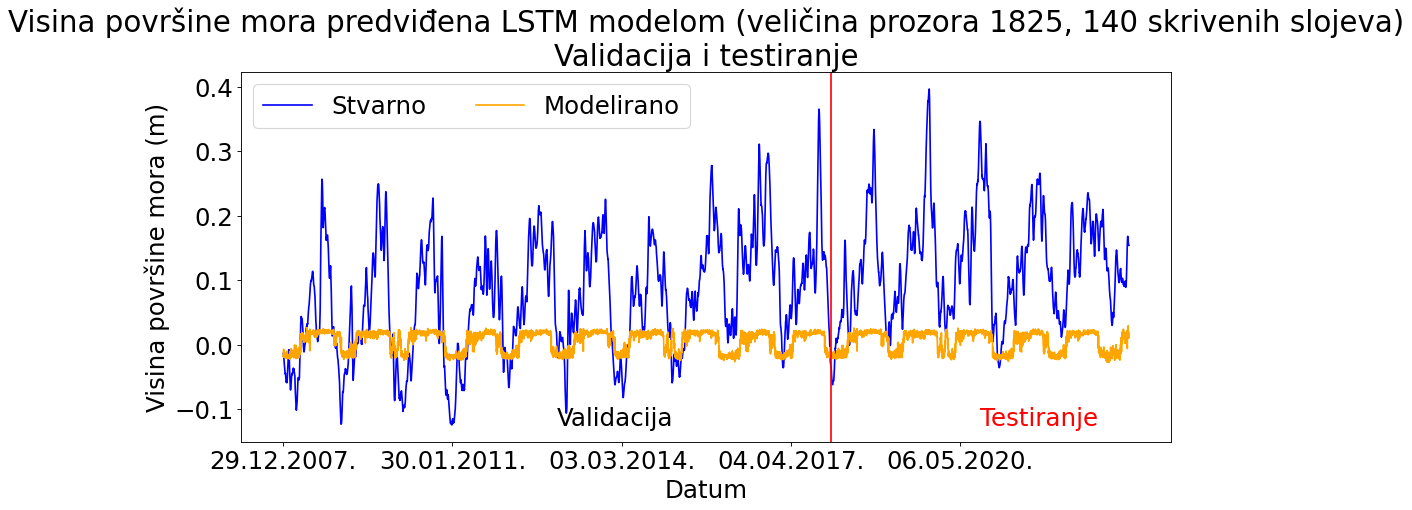 Visina površine mora predviđena LSTM modelom (veličina prozora 1825, 140 skrivenih slojeva)
Validacija i testiranje
Stvarno
Modelirano
Visina površine mora (m)
0.4
0.3
0.2
0.1
0.0
−0.1
Validacija
Testiranje
29.12.2007.
30.01.2011.
03.03.2014.
04.04.2017.
06.05.2020.
Datum